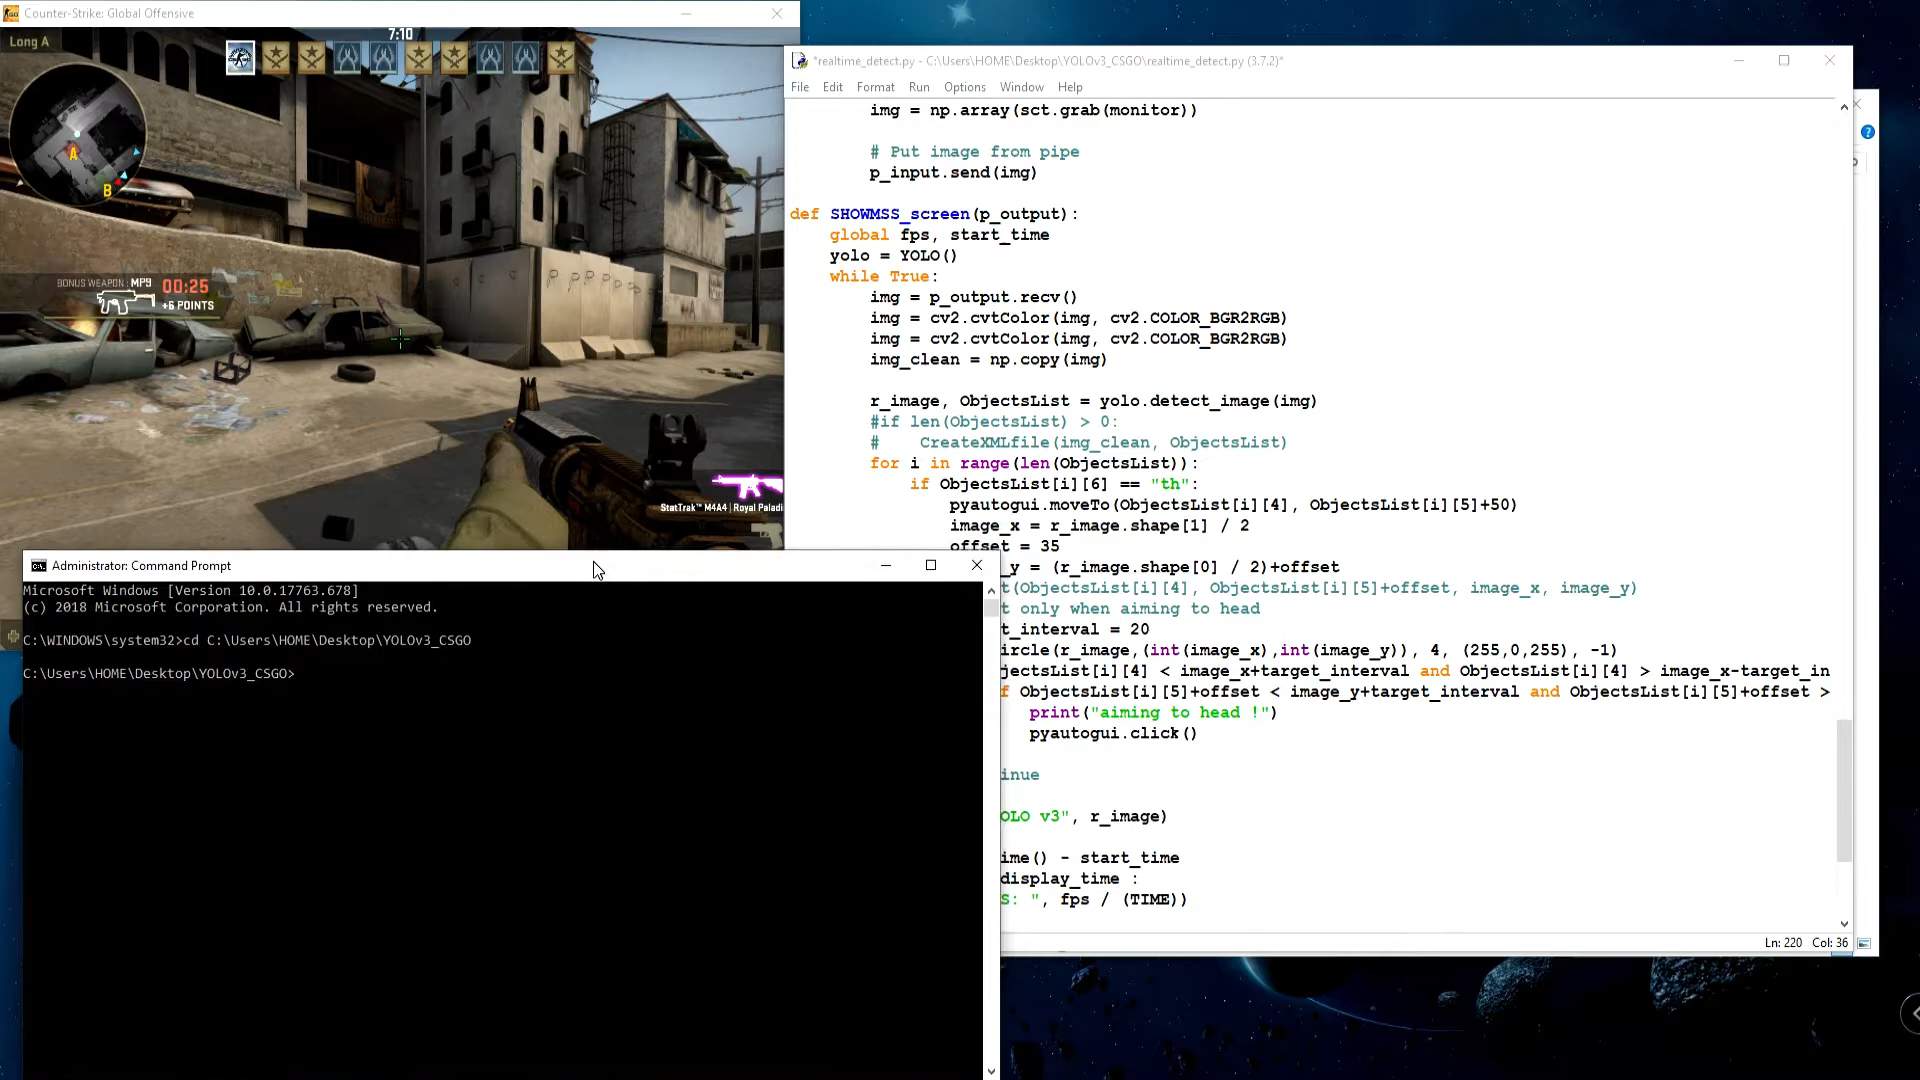 Counter-Strike: Global Offensive
Long A
7:10
A
B
BONUS WEAPON: MP9
00:25
+6 POINTS
StatTrak™ M4A4 | Royal Paladi
*realtime_detect.py - C:\Users\HOME\Desktop\YOLOv3_CSGO\realtime_detect.py (3.7.2)*
File Edit Format Run Options Window Help
img = np.array(sct.grab(monitor))
# Put image from pipe
p_input.send(img)
def SHOWMSS_screen(p_output):
global fps, start_time
yolo = YOLO()
while True:
img = p_output.recv()
img = cv2.cvtColor(img, cv2.COLOR_BGR2RGB)
img = cv2.cvtColor(img, cv2.COLOR_BGR2RGB)
img_clean = np.copy(img)
r_image, ObjectsList = yolo.detect_image(img)
#if len(ObjectsList) > 0:
# CreateXMLfile(img_clean, ObjectsList)
for i in range(len(ObjectsList)):
if ObjectsList[i][6] == "th":
pyautogui.moveTo(ObjectsList[i][4], ObjectsList[i][5]+50)
image_x = r_image.shape[1] / 2
offset = 35
_y = (r_image.shape[0] / 2)+offset
t(ObjectsList[i][4], ObjectsList[i][5]+offset, image_x, image_y)
t only when aiming to head
t_interval = 20
ircle(r_image,(int(image_x),int(image_y)), 4, (255,0,255), -1)
jectsList[i][4] < image_x+target_interval and ObjectsList[i][4] > image_x-target_in
f ObjectsList[i][5]+offset < image_y+target_interval and ObjectsList[i][5]+offset >
print("aiming to head !")
pyautogui.click()
inue
OLO v3", r_image)
ime() - start_time
display_time :
S: ", fps / (TIME))
Ln: 220 Col: 36
Administrator: Command Prompt
Microsoft Windows [Version 10.0.17763.678]
(c) 2018 Microsoft Corporation. All rights reserved.
C:\WINDOWS\system32>cd C:\Users\HOME\Desktop\YOLOv3_CSGO
C:\Users\HOME\Desktop\YOLOv3_CSGO>